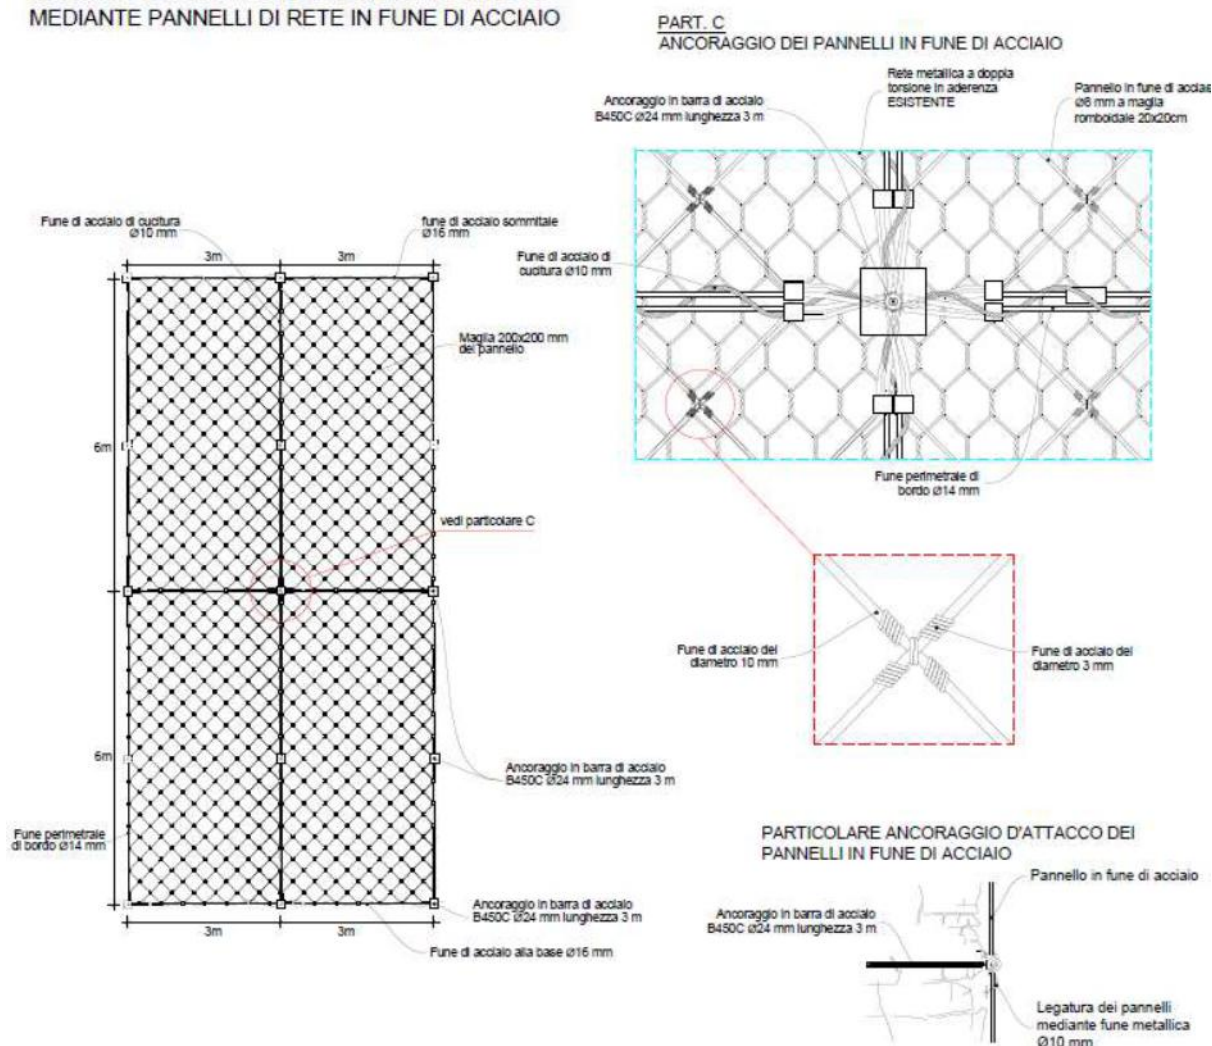 MEDIANTE PANNELLI DI RETE IN FUNE DI ACCIAIO
PART. C
ANCORAGGIO DEI PANNELLI IN FUNE DI ACCIAIO
Rete metallica a doppia
torsione in aderenza
ESISTENTE
Ancoraggio in barra di acciaio
B450C Ø24 mm lunghezza 3 m
Pannello in fune di acciaio
Ø8 mm a maglia
romboidale 20x20cm
Fune di acciaio di cucitura
Ø10 mm
fune di acciaio sommitale
Ø16 mm
3m
3m
Fune di acciaio di
cucitura Ø10 mm
Maglia 200x200 mm
del pannello
6m
Fune perimetrale di
bordo Ø14 mm
vedi particolare C
Fune di acciaio del
diametro 10 mm
Fune di acciaio del
diametro 3 mm
6m
Ancoraggio in barra di acciaio
B450C Ø24 mm lunghezza 3 m
Fune perimetrale
di bordo Ø14 mm
Ancoraggio in barra di acciaio
B450C Ø24 mm lunghezza 3 m
3m
3m
Fune di acciaio alla base Ø16 mm
PARTICOLARE ANCORAGGIO D'ATTACCO DEI
PANNELLI IN FUNE DI ACCIAIO
Pannello in fune di acciaio
Ancoraggio in barra di acciaio
B450C Ø24 mm lunghezza 3 m
Legatura dei pannelli
mediante fune metallica
Ø10 mm